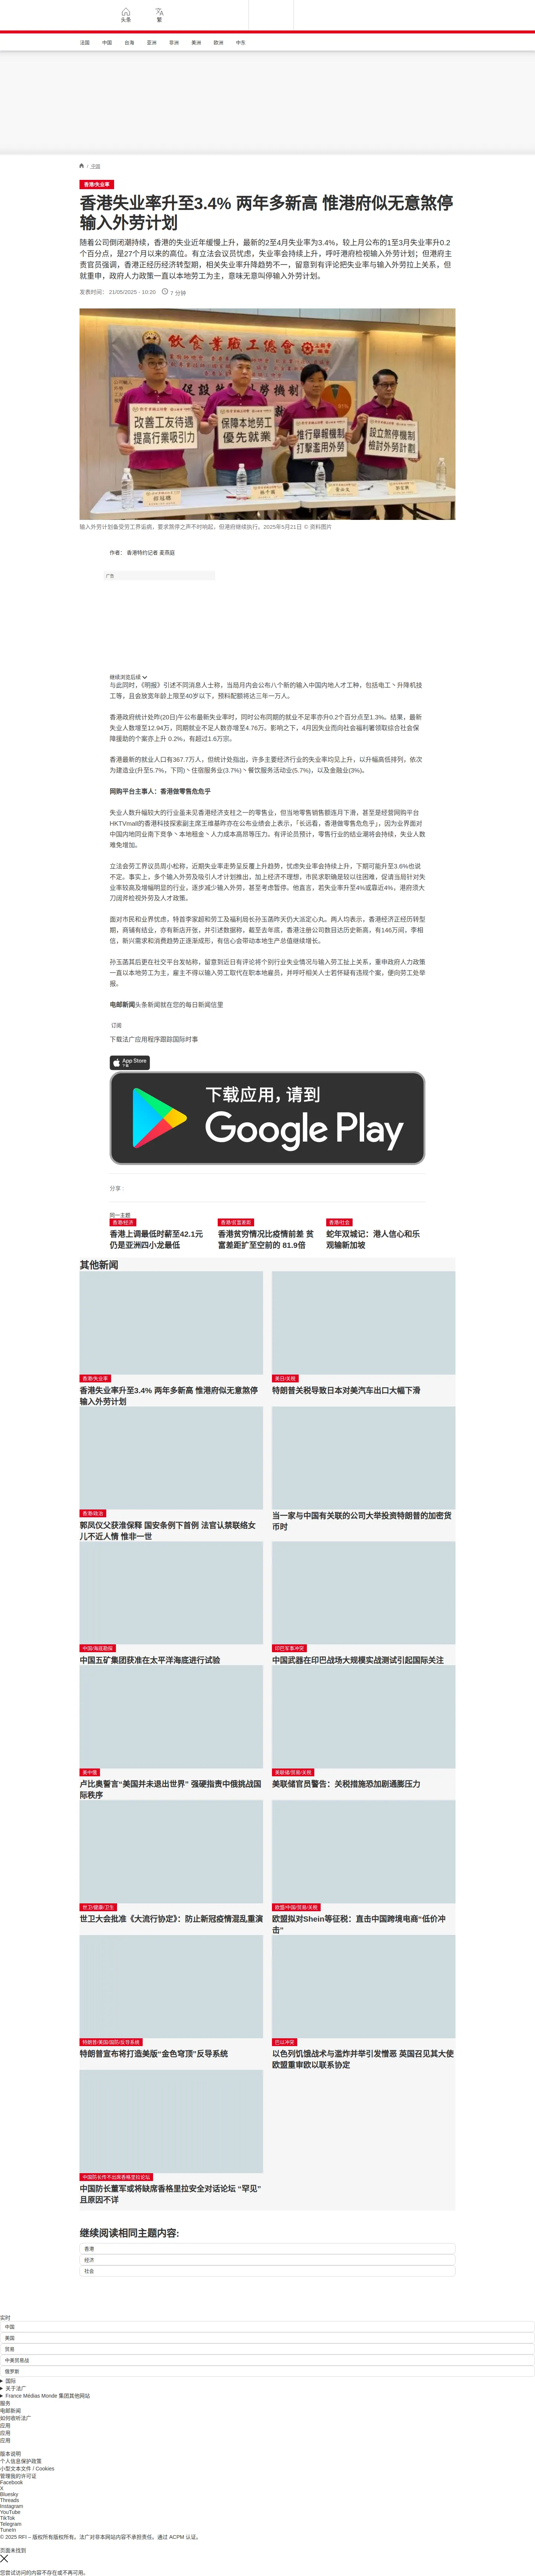 头条
繁
法国
中国
台海
亚洲
非洲
美洲
欧洲
中东
/ 中国
香港/失业率
香港失业率升至3.4% 两年多新高 惟港府似无意煞停
输入外劳计划
随着公司倒闭潮持续，香港的失业近年缓慢上升，最新的2至4月失业率为3.4%，较上月公布的1至3月失业率升0.2
个百分点，是27个月以来的高位。有立法会议员忧虑，失业率会持续上升，呼吁港府检视输入外劳计划；但港府主
责官员强调，香港正经历经济转型期，相关失业率升降趋势不一，留意到有评论把失业率与输入外劳拉上关系，但
就重申，政府人力政策一直以本地劳工为主，意味无意叫停输入外劳计划。
发表时间： 21/05/2025 - 10:20
7 分钟
飲食業職工總會
改善工友待遇
提高行業吸引力
保障本地勞工
優先就業
推行舉報機制
打擊濫用外勞
設立煞停機制
檢討外勞計劃
输入外劳计划备受劳工界诟病，要求煞停之声不时响起，但港府继续执行。2025年5月21日 © 资料图片
作者： 香港特约记者 麦燕庭
广告
继续浏览后续
与此同时，《明报》引述不同消息人士称，当局月内会公布八个新的输入中国内地人才工种，包括电工丶升降机技
工等，且会放宽年龄上限至40岁以下，预料配额将达三年一万人。
香港政府统计处昨(20日)午公布最新失业率时，同时公布同期的就业不足率亦升0.2个百分点至1.3%。结果，最新
失业人数增至12.94万，同期就业不足人数亦增至4.76万。影响之下，4月因失业而向社会福利署领取综合社会保
障援助的个案亦上升 0.2%，有超过1.6万宗。
香港最新的就业人口有367.7万人，但统计处指出，许多主要经济行业的失业率均见上升，以升幅高低排列，依次
为建造业(升至5.7%，下同)丶住宿服务业(3.7%)丶餐饮服务活动业(5.7%)，以及金融业(3%)。
网购平台主事人：香港做零售危危乎
失业人数升幅较大的行业虽未见香港经济支柱之一的零售业，但当地零售销售额连月下滑，甚至是经营网购平台
HKTVmall的香港科技探索副主席王维基昨亦在公布业绩会上表示，「长远看，香港做零售危危乎」，因为业界面对
中国内地同业南下竞争丶本地租金丶人力成本高昂等压力。有评论员预计，零售行业的结业潮将会持续，失业人数
难免增加。
立法会劳工界议员周小松称，近期失业率走势呈反覆上升趋势，忧虑失业率会持续上升，下期可能升至3.6%也说
不定。事实上，多个输入外劳及吸引人才计划推出，加上经济不理想，市民求职确是较以往困难，促请当局针对失
业率较高及增幅明显的行业，逐步减少输入外劳，甚至考虑暂停。他直言，若失业率升至4%或靠近4%，港府须大
刀阔斧检视外劳及人才政策。
面对市民和业界忧虑，特首李家超和劳工及福利局长孙玉菡昨天仍大派定心丸。两人均表示，香港经济正经历转型
期，商铺有结业，亦有新店开张，并引述数据称，截至去年底，香港注册公司数目达历史新高，有146万间，李相
信，新兴需求和消费趋势正逐渐成形，有信心会带动本地生产总值继续增长。
孙玉菡其后更在社交平台发帖称，留意到近日有评论将个别行业失业情况与输入劳工扯上关系，重申政府人力政策
一直以本地劳工为主，雇主不得以输入劳工取代在职本地雇员，并呼吁相关人士若怀疑有违规个案，便向劳工处举
报。
电邮新闻头条新闻就在您的每日新闻信里
订阅
下载法广应用程序跟踪国际时事
App Store
下载
下载应用，请到
Google Play
分享 :
同一主题
香港/经济
香港上调最低时薪至42.1元
仍是亚洲四小龙最低
香港/贫富差距
香港贫穷情况比疫情前差 贫
富差距扩至空前的 81.9倍
香港/社会
蛇年双城记：港人信心和乐
观输新加坡
其他新闻
香港/失业率
香港失业率升至3.4% 两年多新高 惟港府似无意煞停
输入外劳计划
美日/关税
特朗普关税导致日本对美汽车出口大幅下滑
香港/政治
郭凤仪父获准保释 国安条例下首例 法官认禁联络女
儿不近人情 惟非一世
当一家与中国有关联的公司大举投资特朗普的加密货
币时
中国/海底勘探
中国五矿集团获准在太平洋海底进行试验
印巴军事冲突
中国武器在印巴战场大规模实战测试引起国际关注
美中俄
卢比奥誓言“美国并未退出世界” 强硬指责中俄挑战国
际秩序
美联储/贸易/关税
美联储官员警告：关税措施恐加剧通膨压力
世卫/健康/卫生
世卫大会批准《大流行协定》：防止新冠疫情混乱重演
欧盟/中国/贸易/关税
欧盟拟对Shein等征税：直击中国跨境电商“低价冲
击”
特朗普/美国/国防/反导系统
特朗普宣布将打造美版“金色穹顶”反导系统
巴以冲突
以色列饥饿战术与滥炸并举引发憎恶 英国召见其大使
欧盟重审欧以联系协定
中国防长传不出席香格里拉论坛
中国防长董军或将缺席香格里拉安全对话论坛 “罕见”
且原因不详
继续阅读相同主题内容:
香港
经济
社会
实时
中国
美国
贸易
中美贸易战
俄罗斯
国际
关于法广
France Médias Monde 集团其他网站
服务
电邮新闻
如何收听法广
应用
应用
应用
版本说明
个人信息保护政策
小型文本文件 / Cookies
管理我的许可证
Facebook
X
Bluesky
Threads
Instagram
YouTube
TikTok
Telegram
TuneIn
© 2025 RFI – 版权所有版权所有。法广对非本网站内容不承担责任。通过 ACPM 认证。
页面未找到
您尝试访问的内容不存在或不再可用。